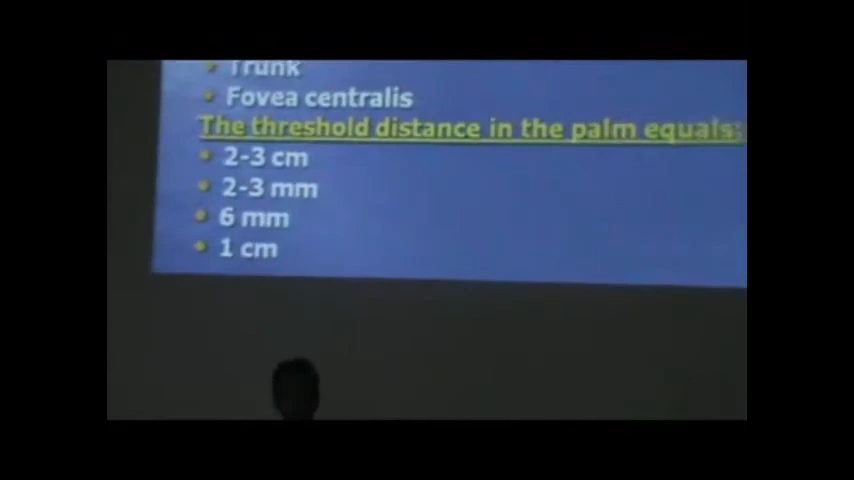 Trunk
Fovea centralis
The threshold distance in the palm equals:
2-3 cm
2-3 mm
6 mm
1 cm